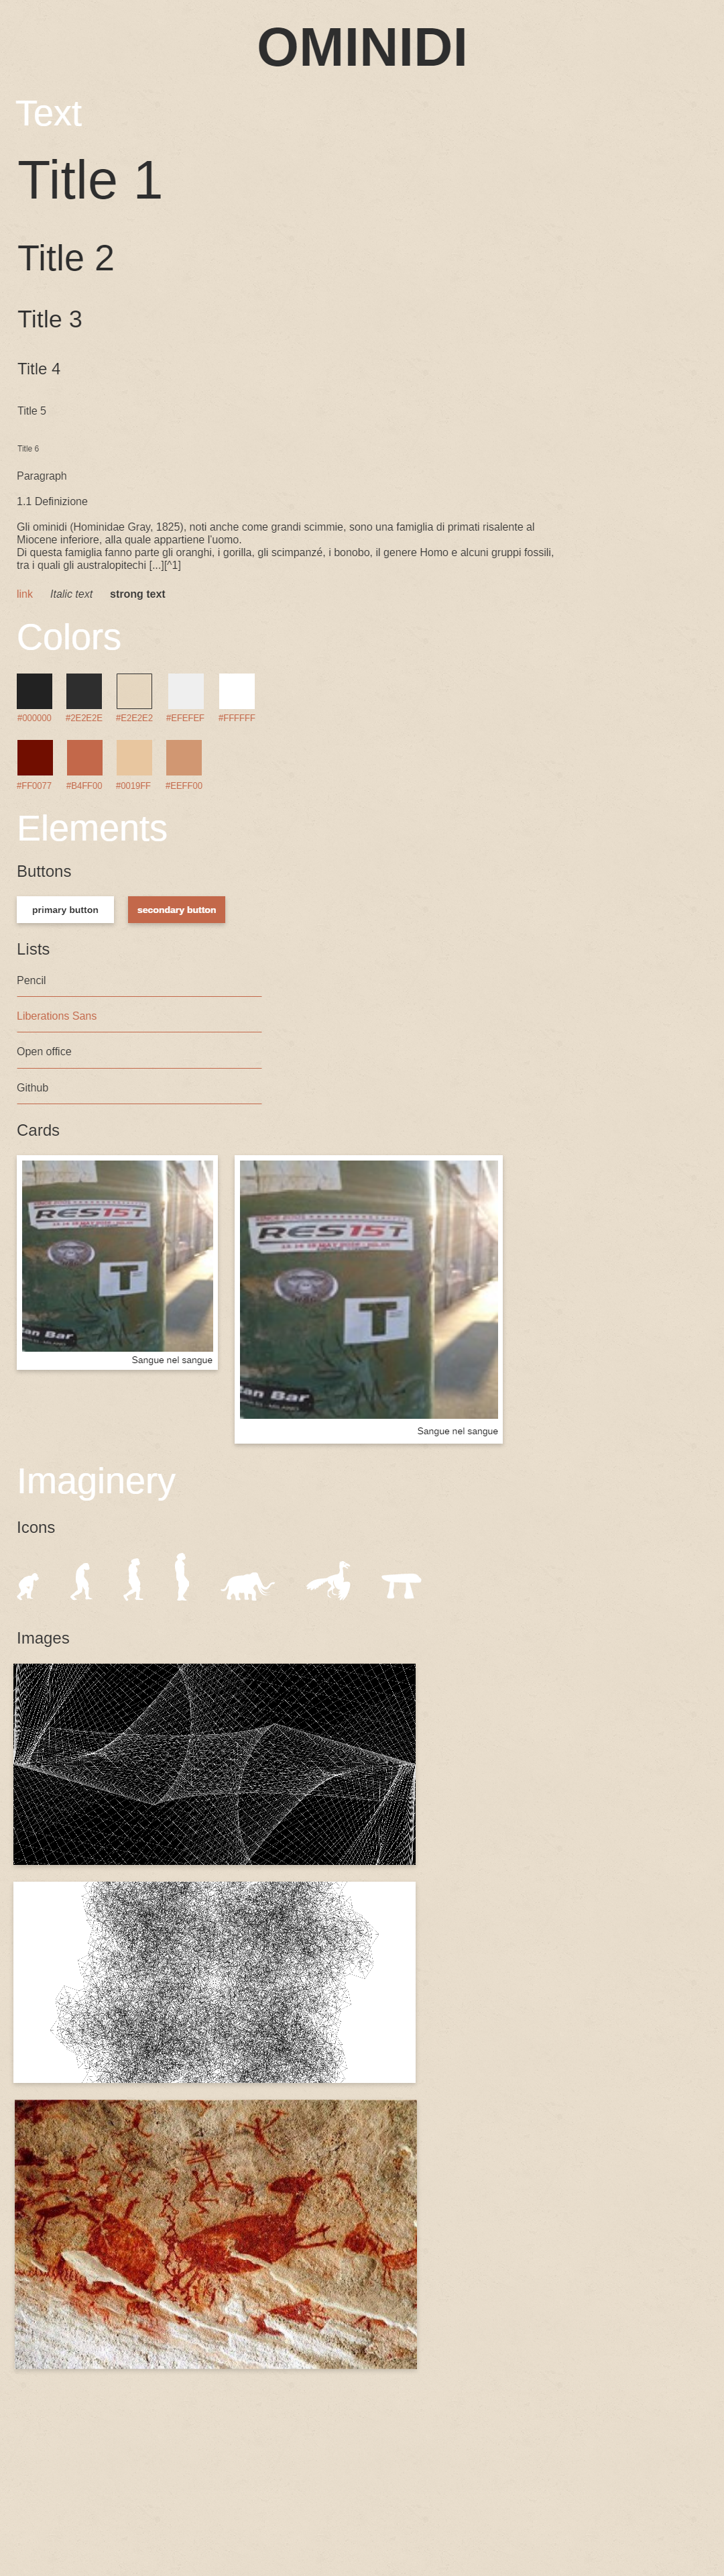 OMINIDI
Text
Title 1
Title 2
Title 3
Title 4
Title 5
Title 6
Paragraph
1.1 Definizione
Gli ominidi (Hominidae Gray, 1825), noti anche come grandi scimmie, sono una famiglia di primati risalente al
Miocene inferiore, alla quale appartiene l'uomo.
Di questa famiglia fanno parte gli oranghi, i gorilla, gli scimpanzé, i bonobo, il genere Homo e alcuni gruppi fossili,
tra i quali gli australopitechi [...][^1]
link Italic text strong text
Colors
#000000 #2E2E2E #E2E2E2 #EFEFEF #FFFFFF
#FF0077 #B4FF00 #0019FF #EEFF00
Elements
Buttons
primary button secondary button
Lists
Pencil
Liberations Sans
Open office
Github
Cards
RES15T
T
an Bar
Sangue nel sangue
RES15T
T
an Bar
Sangue nel sangue
Imaginery
Icons
Images